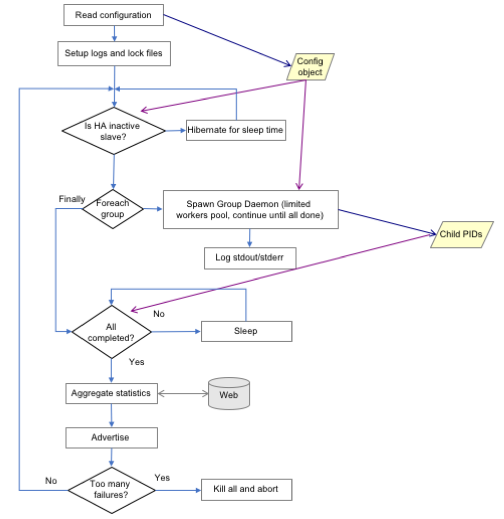 Read configuration
Setup logs and lock files
Config
object
Is HA inactive
slave?
Hibernate for sleep time
Finally
Foreach
group
Spawn Group Daemon (limited
workers pool, continue until all done)
Child PIDs
Log stdout/stderr
No
All
completed?
Sleep
Yes
Aggregate statistics
Web
Advertise
No
Too many
failures?
Yes
Kill all and abort